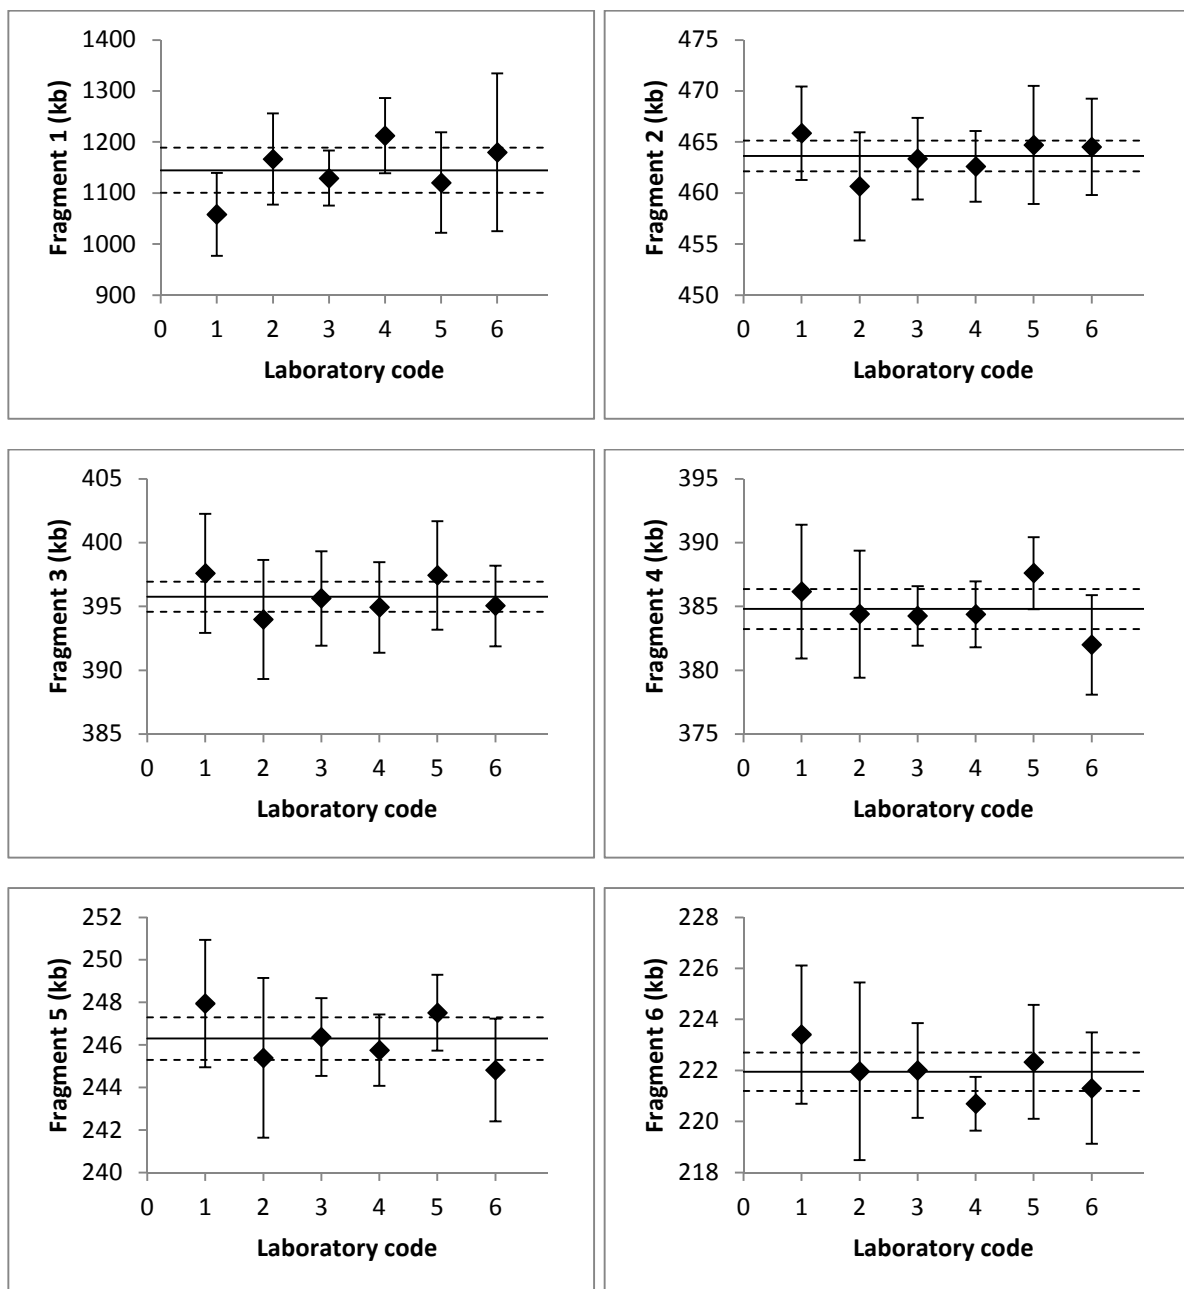 Fragment 1 (kb)
1400
1300
1200
1100
1000
900
0 1 2 3 4 5 6
Laboratory code
Fragment 2 (kb)
475
470
465
460
455
450
0 1 2 3 4 5 6
Laboratory code
Fragment 3 (kb)
405
400
395
390
385
0 1 2 3 4 5 6
Laboratory code
Fragment 4 (kb)
395
390
385
380
375
0 1 2 3 4 5 6
Laboratory code
Fragment 5 (kb)
252
250
248
246
244
242
240
0 1 2 3 4 5 6
Laboratory code
Fragment 6 (kb)
228
226
224
222
220
218
0 1 2 3 4 5 6
Laboratory code